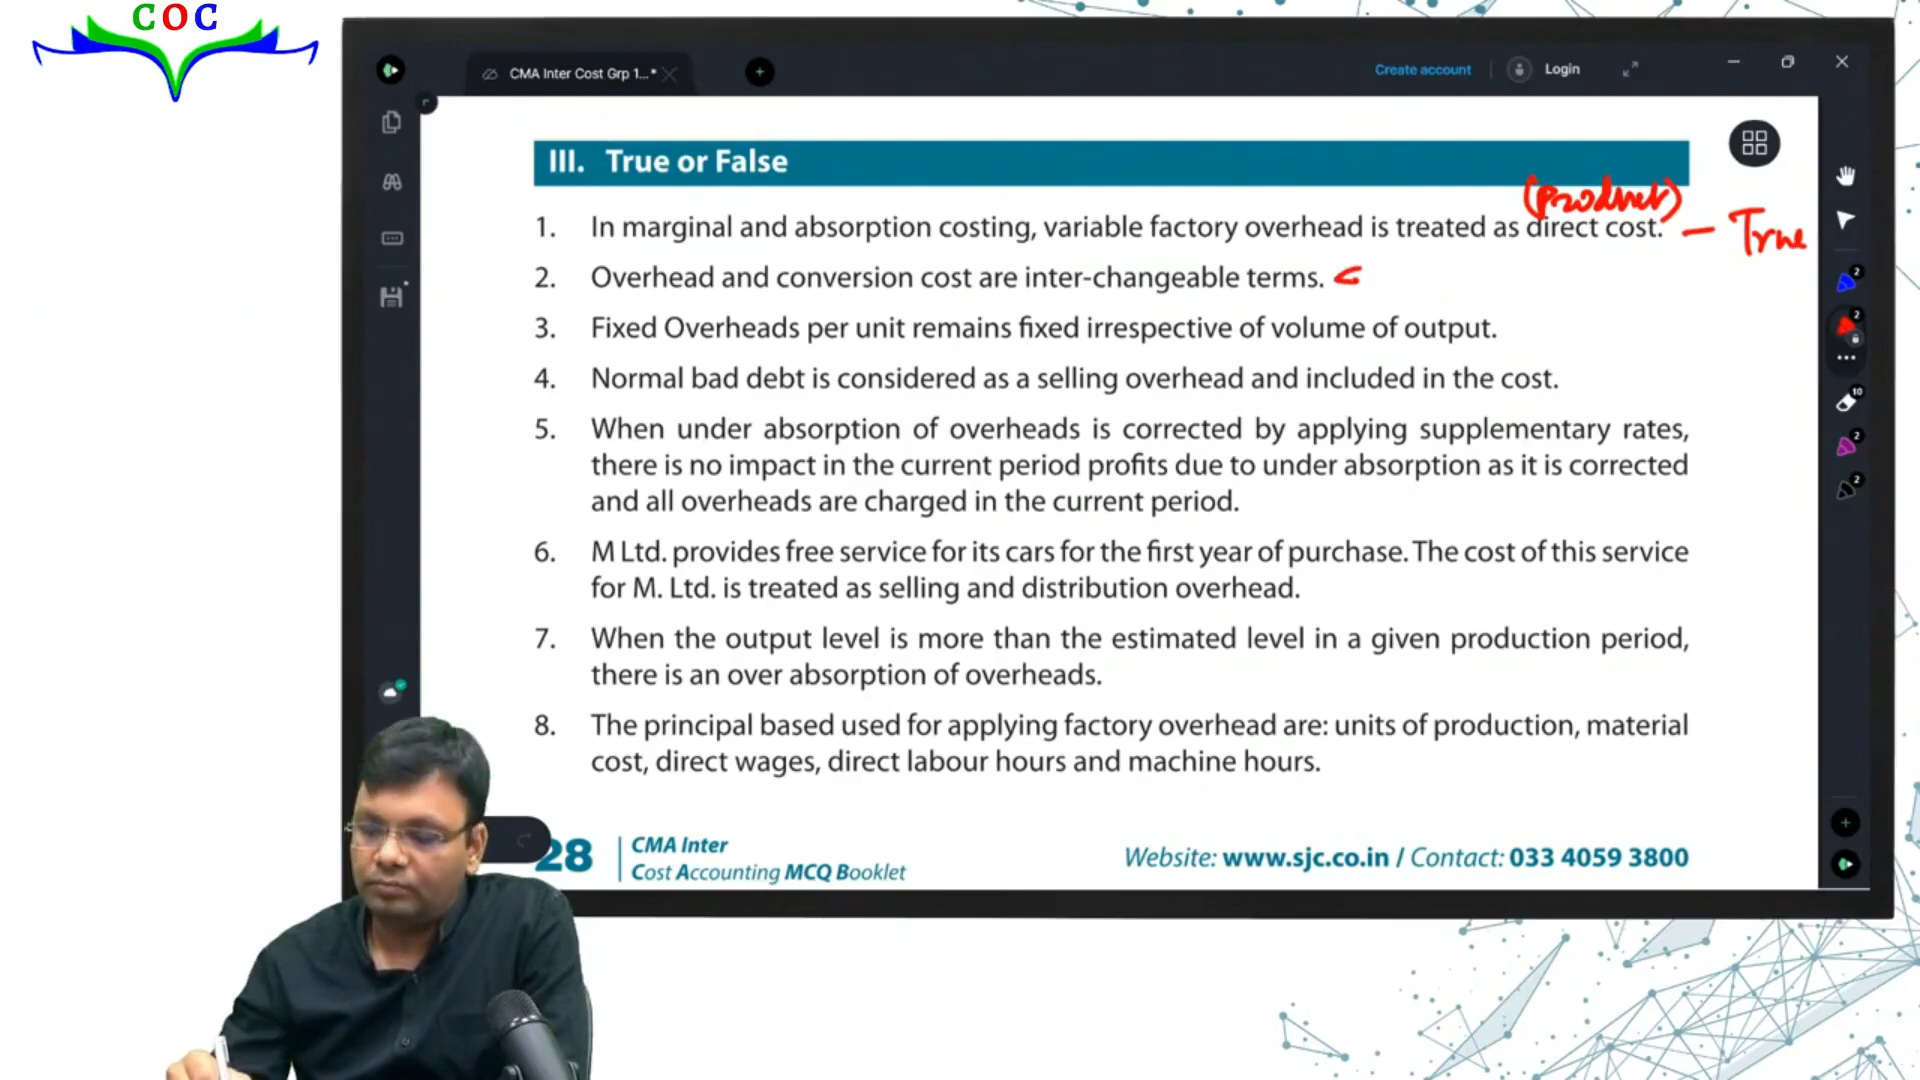 COC
CMA Inter Cost Grp 1...*
Create account
Login
III. True or False
(product)
1. In marginal and absorption costing, variable factory overhead is treated as direct cost. — True
2. Overhead and conversion cost are inter-changeable terms.
3. Fixed Overheads per unit remains fixed irrespective of volume of output.
4. Normal bad debt is considered as a selling overhead and included in the cost.
5. When under absorption of overheads is corrected by applying supplementary rates,
there is no impact in the current period profits due to under absorption as it is corrected
and all overheads are charged in the current period.
6. M Ltd. provides free service for its cars for the first year of purchase. The cost of this service
for M. Ltd. is treated as selling and distribution overhead.
7. When the output level is more than the estimated level in a given production period,
there is an over absorption of overheads.
8. The principal based used for applying factory overhead are: units of production, material
cost, direct wages, direct labour hours and machine hours.
28
CMA Inter
Cost Accounting MCQ Booklet
Website: www.sjc.co.in / Contact: 033 4059 3800
2
2
10
2
2